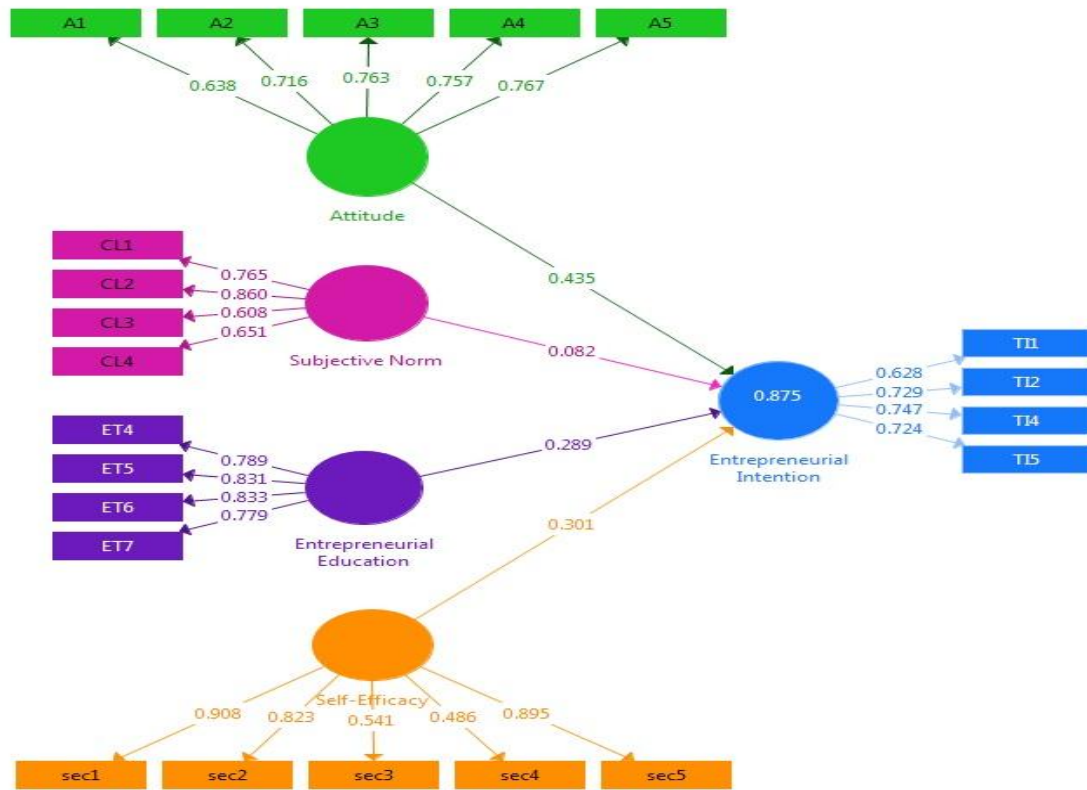 A1
A2
A3
A4
A5
0.638
0.716
0.763
0.757
0.767
Attitude
CL1
CL2
CL3
CL4
0.765
0.860
0.608
0.651
Subjective Norm
0.435
0.082
ET4
ET5
ET6
ET7
0.789
0.831
0.833
0.779
Entrepreneurial
Education
0.289
0.301
0.875
Entrepreneurial
Intention
0.628
0.729
0.747
0.724
TI1
TI2
TI4
TI5
Self-Efficacy
0.908
0.823
0.541
0.486
0.895
sec1
sec2
sec3
sec4
sec5